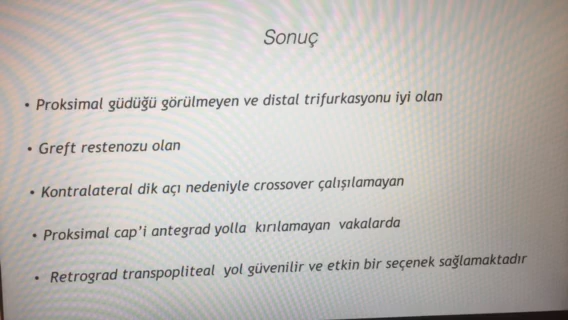 Sonuç
• Proksimal güdüğü görülmeyen ve distal trifurkasyonu iyi olan
• Greft restenozu olan
• Kontralateral dik açı nedeniyle crossover çalışılamayan
• Proksimal cap'i antegrad yolla kırılamayan vakalarda
• Retrograd transpopliteal yol güvenilir ve etkin bir seçenek sağlamaktadır